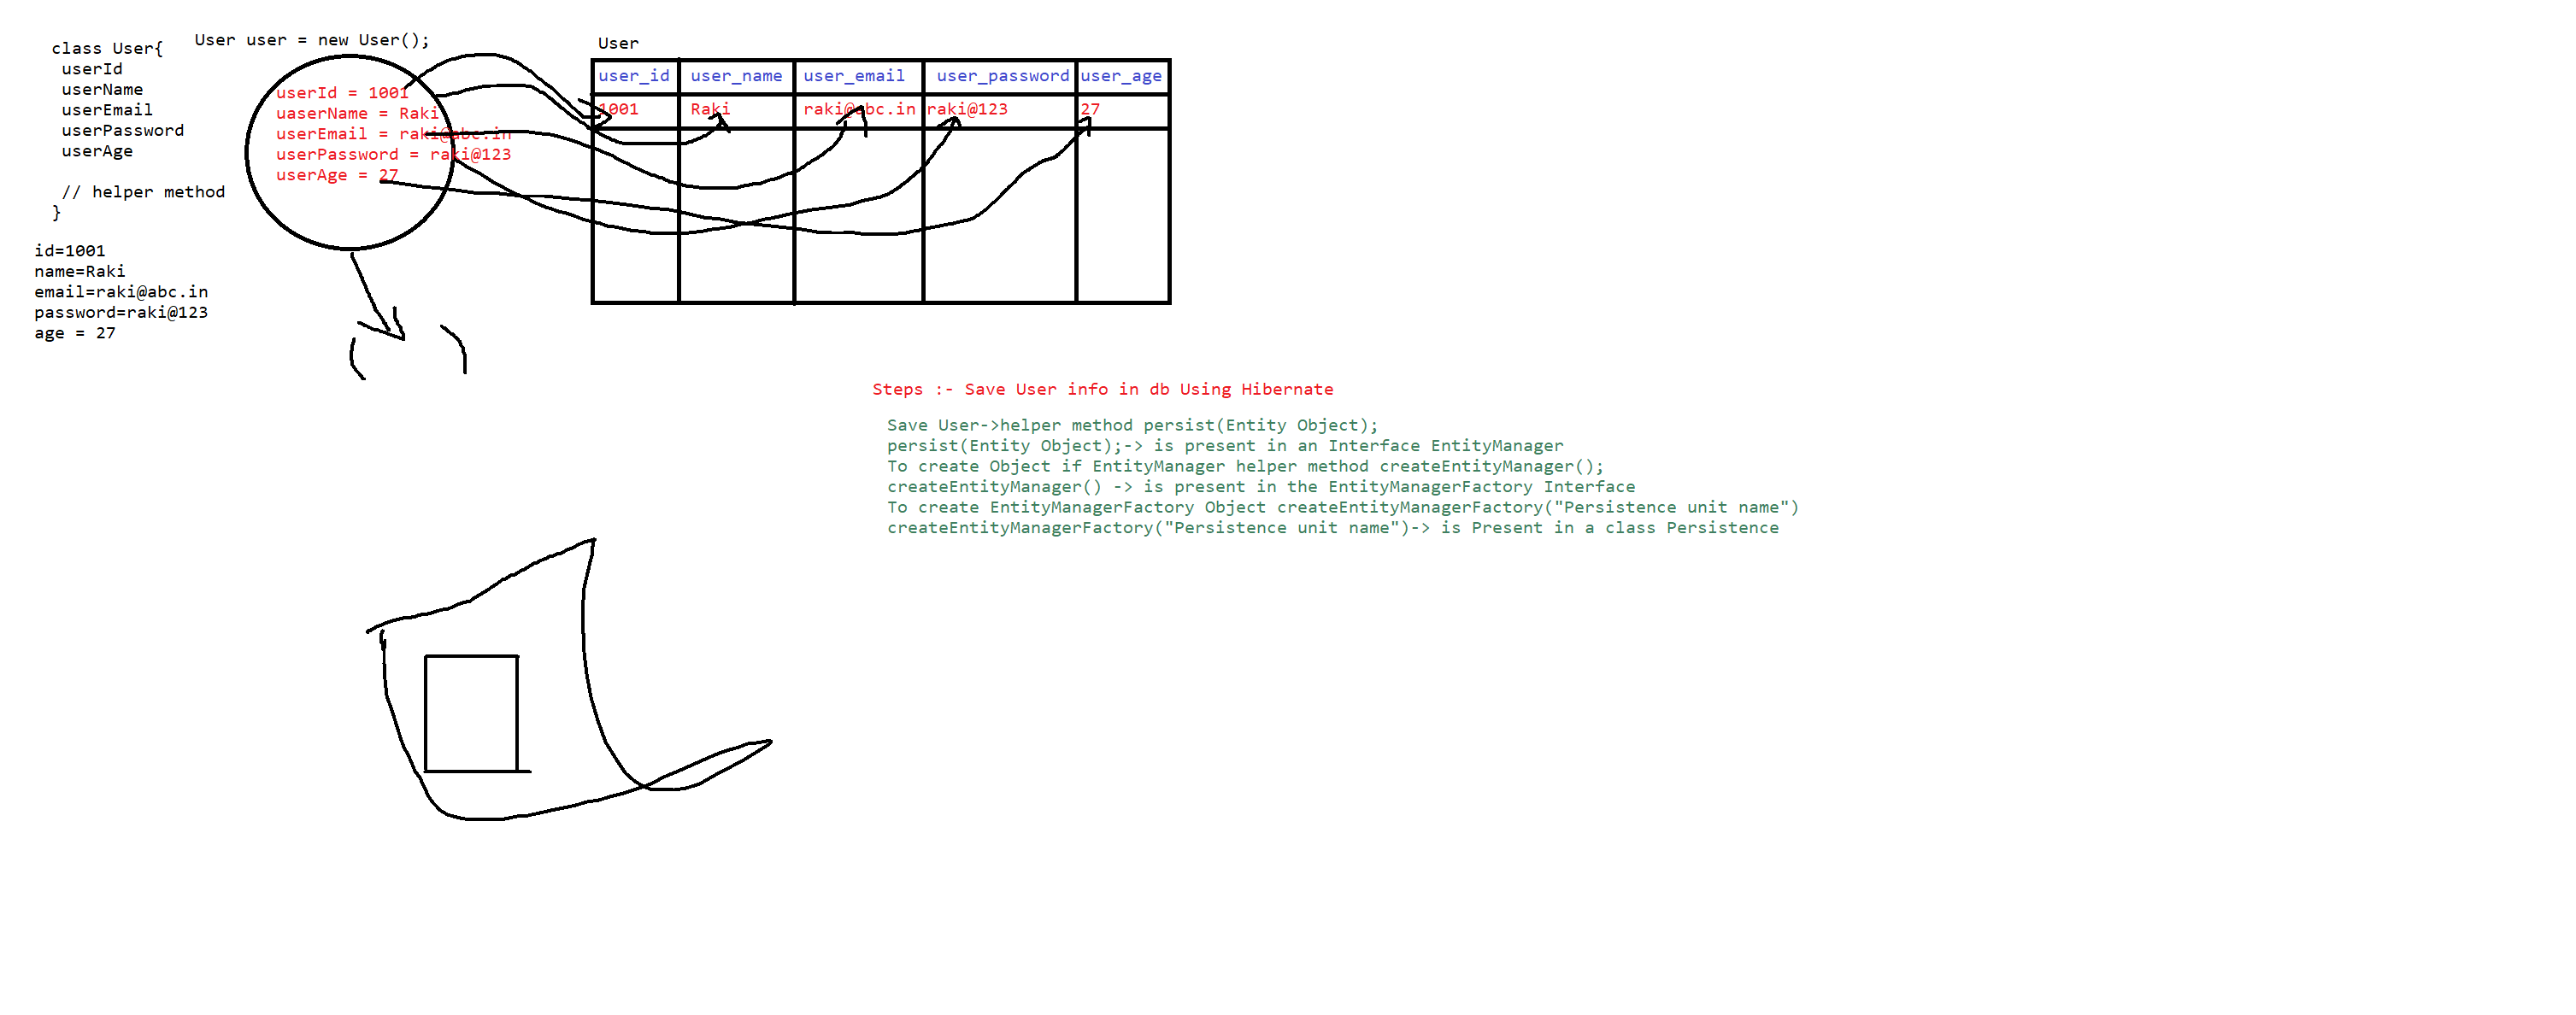 class User{
userId
userName
userEmail
userPassword
userAge
// helper method
}
id=1001
name=Raki
email=raki@abc.in
password=raki@123
age = 27
User user = new User();
userId = 1001
uaserName = Raki
userEmail = raki@abc.in
userPassword = raki@123
userAge = 27
User
user_id user_name user_email user_password user_age
1001 Raki raki@abc.in raki@123 27
Steps :- Save User info in db Using Hibernate
Save User->helper method persist(Entity Object);
persist(Entity Object);-> is present in an Interface EntityManager
To create Object if EntityManager helper method createEntityManager();
createEntityManager() -> is present in the EntityManagerFactory Interface
To create EntityManagerFactory Object createEntityManagerFactory("Persistence unit name")
createEntityManagerFactory("Persistence unit name")-> is Present in a class Persistence